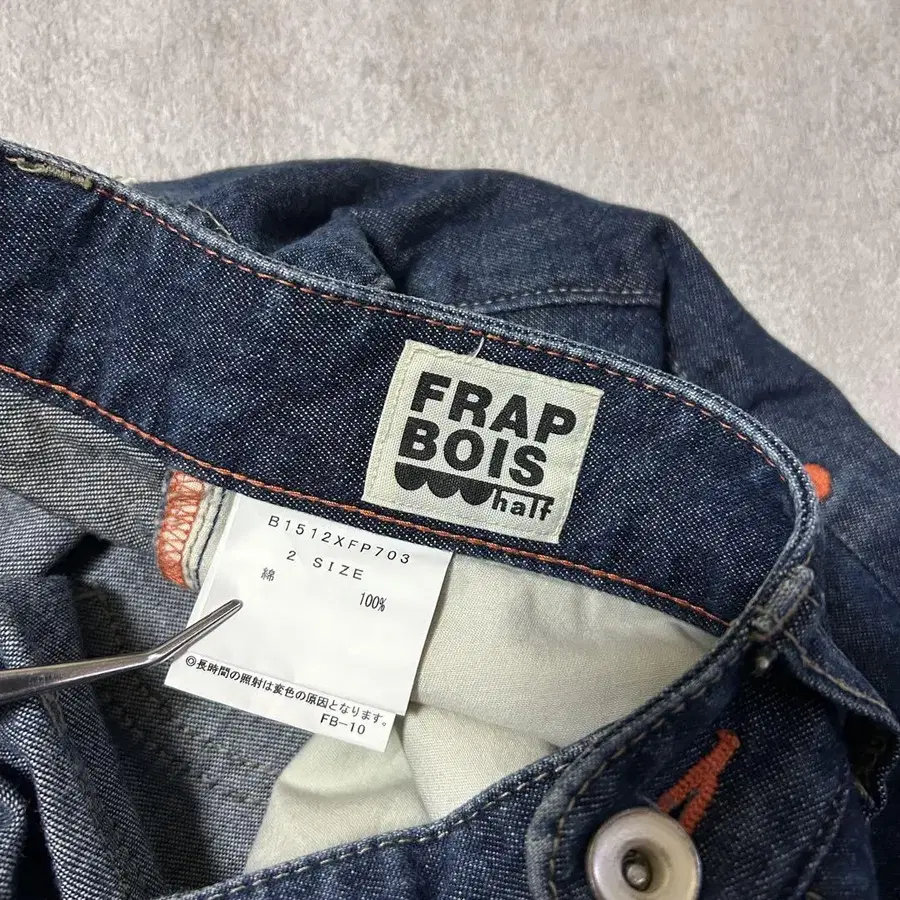 FRAP
BOIS
half
B1512XFP703
2 SIZE
綿 100%
◎長時間の照射は変色の原因となります。
FB-10